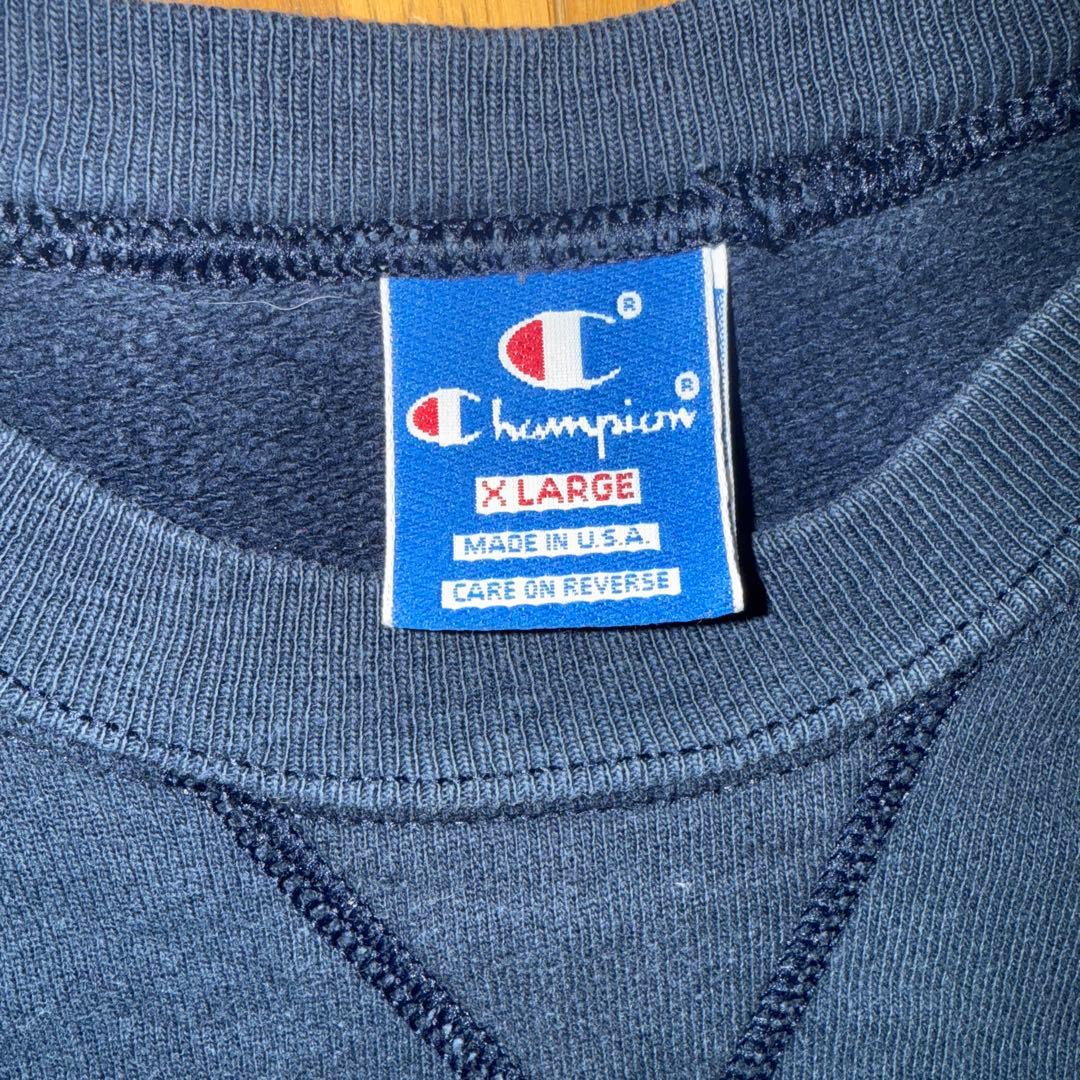 C®
Champion®
X LARGE
MADE IN U.S.A.
CARE ON REVERSE